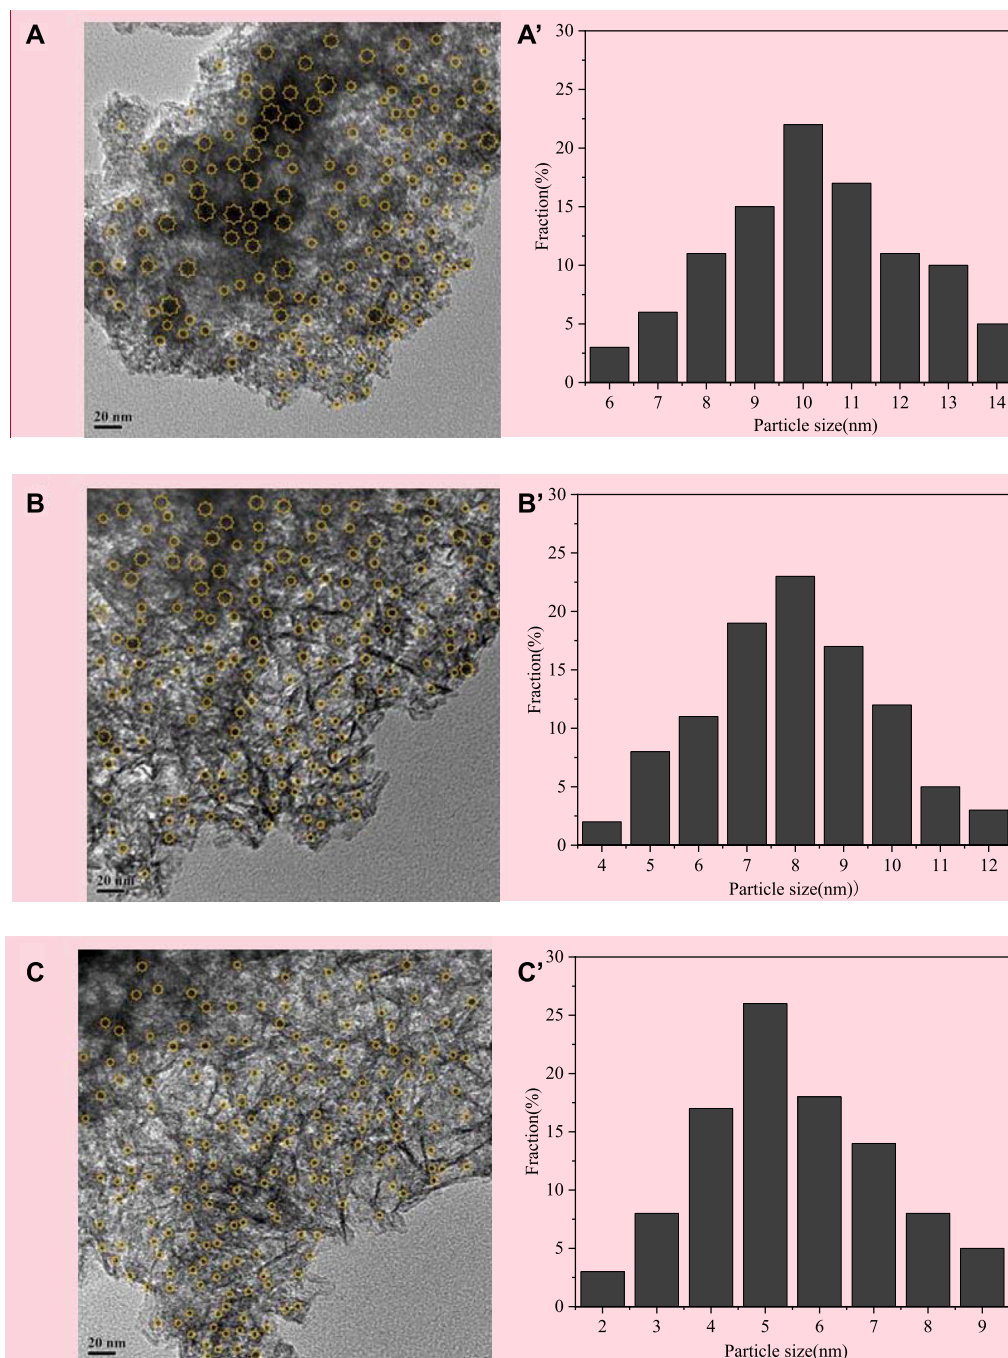 A
20 nm
A’
30
25
20
15
10
5
0
Fraction(%)
6 7 8 9 10 11 12 13 14
Particle size(nm)
B
20 nm
B’
30
25
20
15
10
5
0
Fraction(%)
4 5 6 7 8 9 10 11 12
Particle size(nm)）
C
20 nm
C’
30
25
20
15
10
5
0
Fraction(%)
2 3 4 5 6 7 8 9
Particle size(nm)